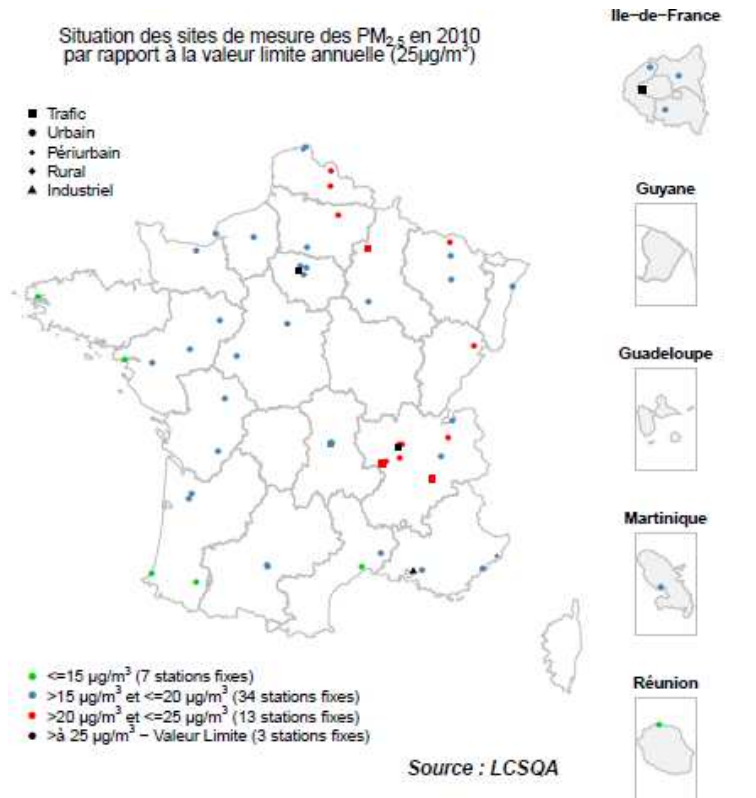 Situation des sites de mesure des PM2.5 en 2010
par rapport à la valeur limite annuelle (25µg/m³)
Trafic
Urbain
Périurbain
Rural
Industriel
Ile−de−France
Guyane
Guadeloupe
Martinique
Réunion
<=15 µg/m³ (7 stations fixes)
>15 µg/m³ et <=20 µg/m³ (34 stations fixes)
>20 µg/m³ et <=25 µg/m³ (13 stations fixes)
>à 25 µg/m³ − Valeur Limite (3 stations fixes)
Source : LCSQA